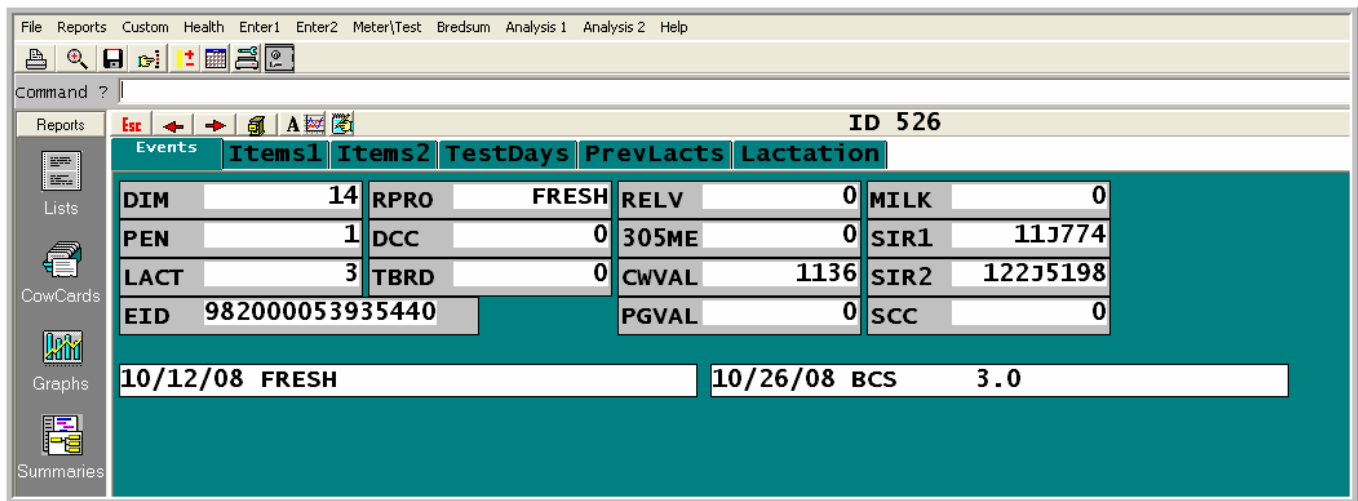 File Reports Custom Health Enter1 Enter2 Meter\Test Bredsum Analysis 1 Analysis 2 Help
Command ?
Reports Esc A ID 526
Events Items1 Items2 TestDays PrevLacts Lactation
Lists
DIM 14 RPRO FRESH RELV 0 MILK 0
PEN 1 DCC 0 305ME 0 SIR1 11J774
LACT 3 TBRD 0 CWVAL 1136 SIR2 122J5198
CowCards
EID 982000053935440 PGVAL 0 SCC 0
Graphs
10/12/08 FRESH 10/26/08 BCS 3.0
Summaries